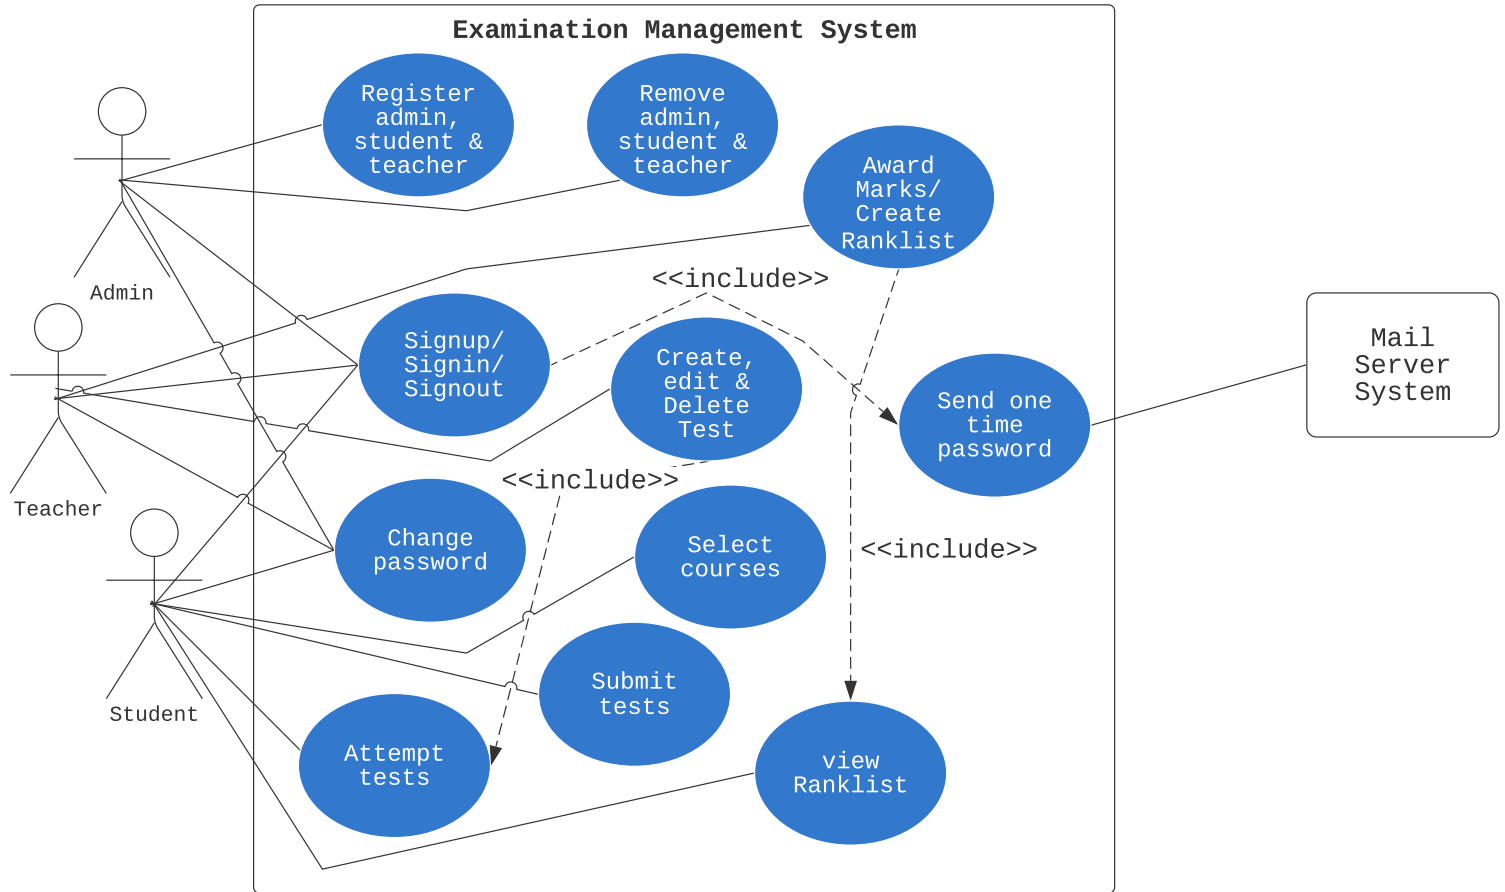 Examination Management System
Register
admin,
student &
teacher
Remove
admin,
student &
teacher
Award
Marks/
Create
Ranklist
<<include>>
Admin
Signup/
Signin/
Signout
Create,
edit &
Delete
Test
Mail
Server
System
Send one
time
password
<<include>>
Teacher
Change
password
Select
courses
<<include>>
Submit
tests
Student
Attempt
tests
view
Ranklist